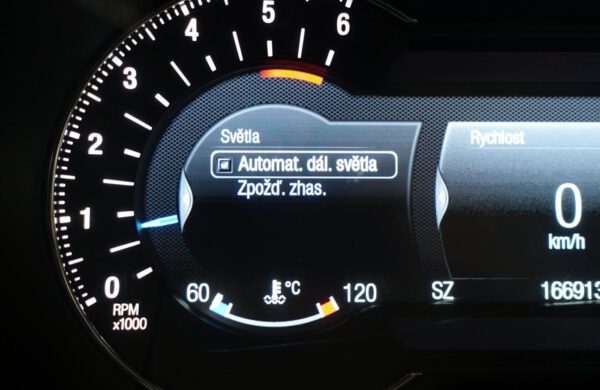 6
5
4
3
2
1
0
RPM
x1000
Světla
Automat. dál. světla
Zpožď. zhas.
60
°C
120
Rychlost
0
km/h
SZ
166913